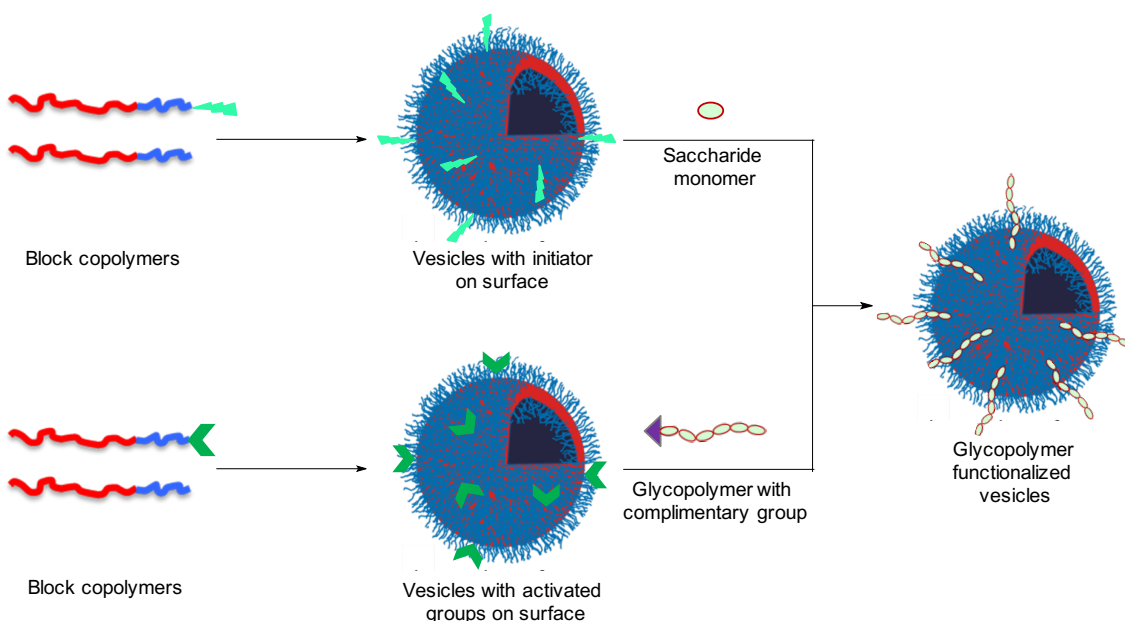 Block copolymers
Vesicles with initiator
on surface
Saccharide
monomer
Glycopolymer
functionalized
vesicles
Block copolymers
Vesicles with activated
groups on surface
Glycopolymer with
complimentary group